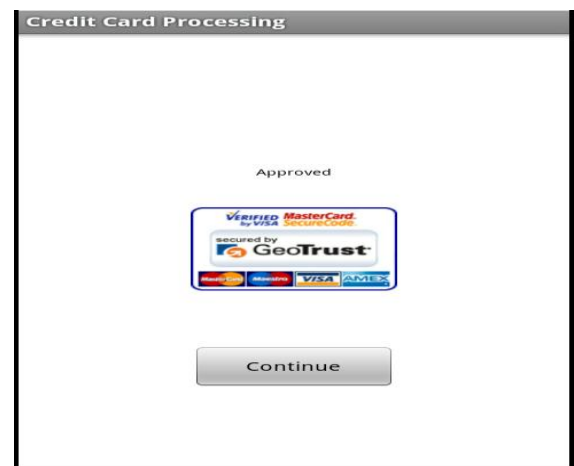 Credit Card Processing
Approved
VERIFIED by VISA MasterCard. SecureCode.
secured by
GeoTrust
MasterCard Maestro VISA AMEX
Continue